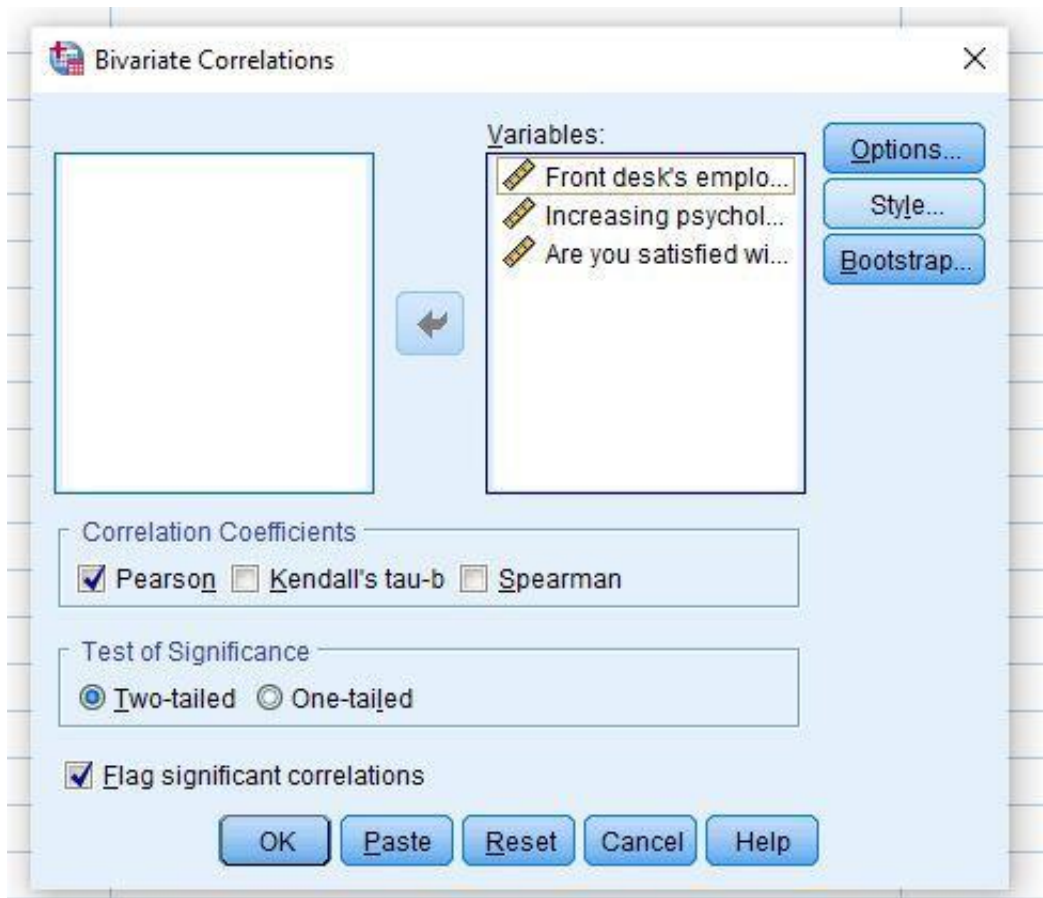 Bivariate Correlations
Variables:
Front desk's emplo...
Increasing psychol...
Are you satisfied wi...
Options...
Style...
Bootstrap...
Correlation Coefficients
Pearson Kendall's tau-b Spearman
Test of Significance
Two-tailed One-tailed
Flag significant correlations
OK Paste Reset Cancel Help